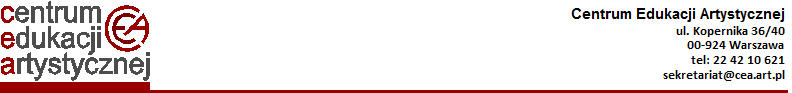 centrum
edukacji
artystycznej
CEA
Centrum Edukacji Artystycznej
ul. Kopernika 36/40
00-924 Warszawa
tel: 22 42 10 621
sekretariat@cea.art.pl